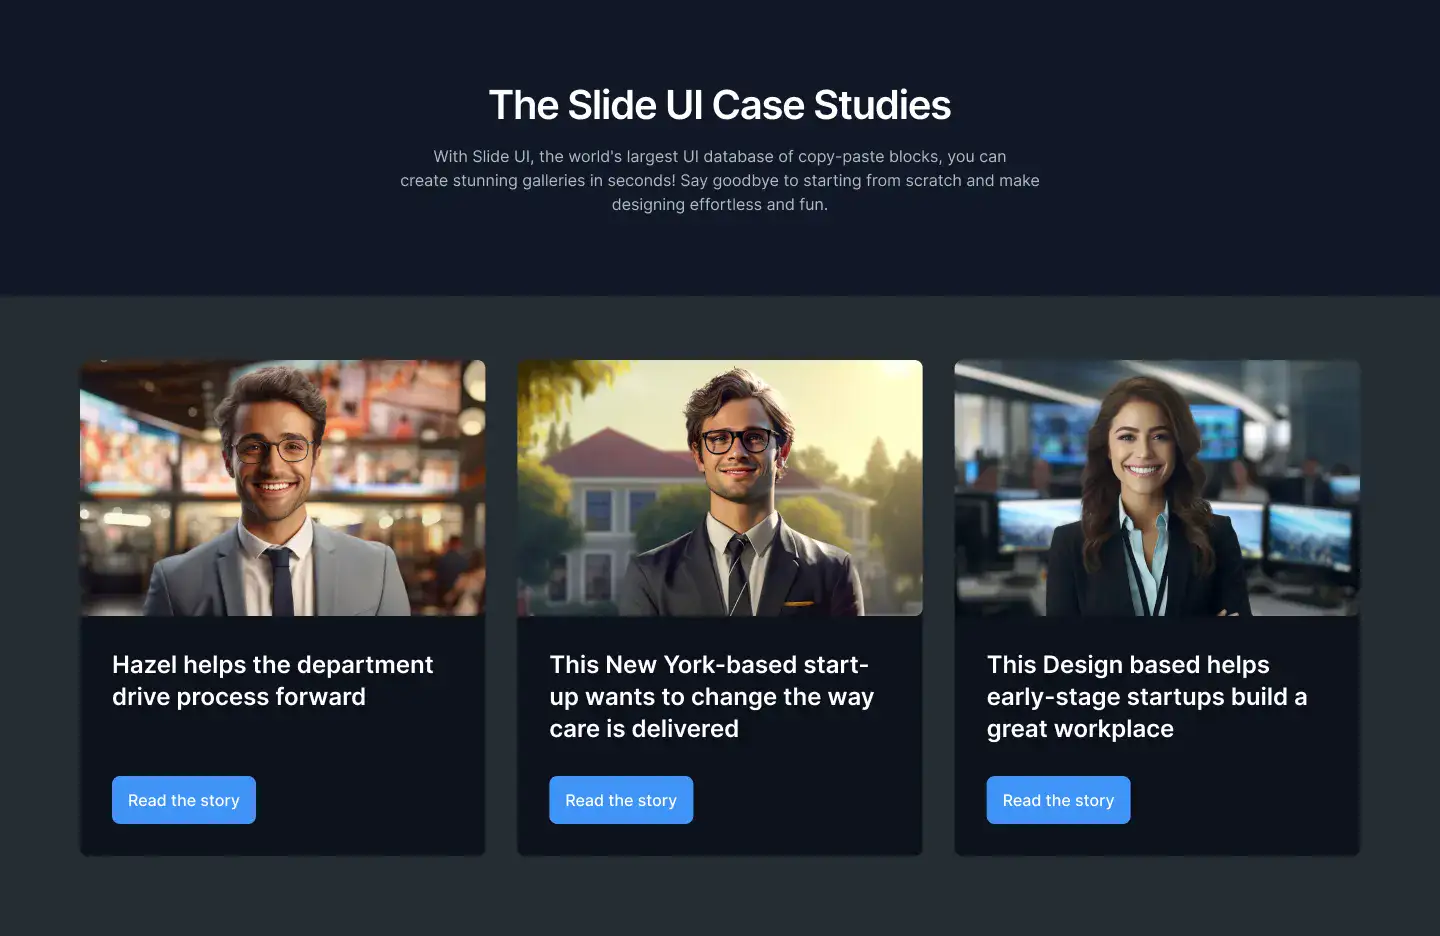 The Slide UI Case Studies
With Slide UI, the world's largest UI database of copy-paste blocks, you can
create stunning galleries in seconds! Say goodbye to starting from scratch and make
designing effortless and fun.
Hazel helps the department
drive process forward
Read the story
This New York-based start-
up wants to change the way
care is delivered
Read the story
This Design based helps
early-stage startups build a
great workplace
Read the story